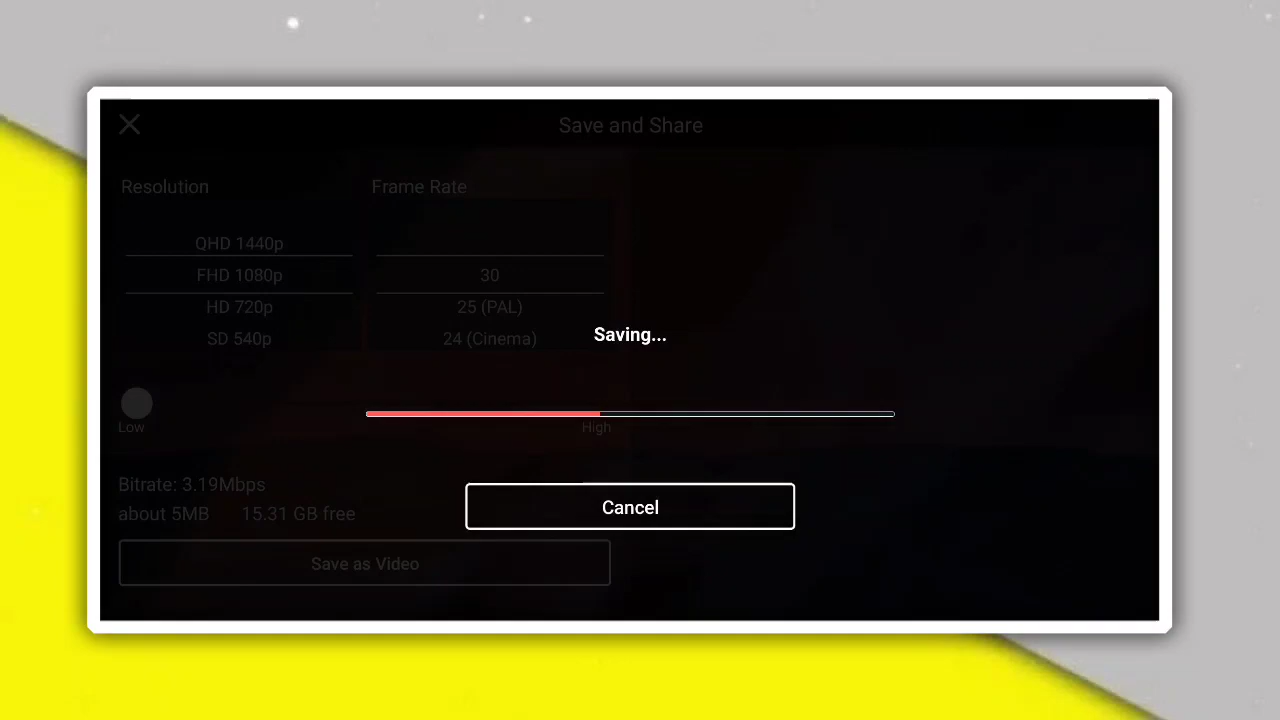 Save and Share
Resolution
Frame Rate
QHD 1440p
FHD 1080p
30
HD 720p
25 (PAL)
SD 540p
24 (Cinema)
Saving...
Low
High
Bitrate: 3.19Mbps
about 5MB 15.31 GB free
Cancel
Save as Video